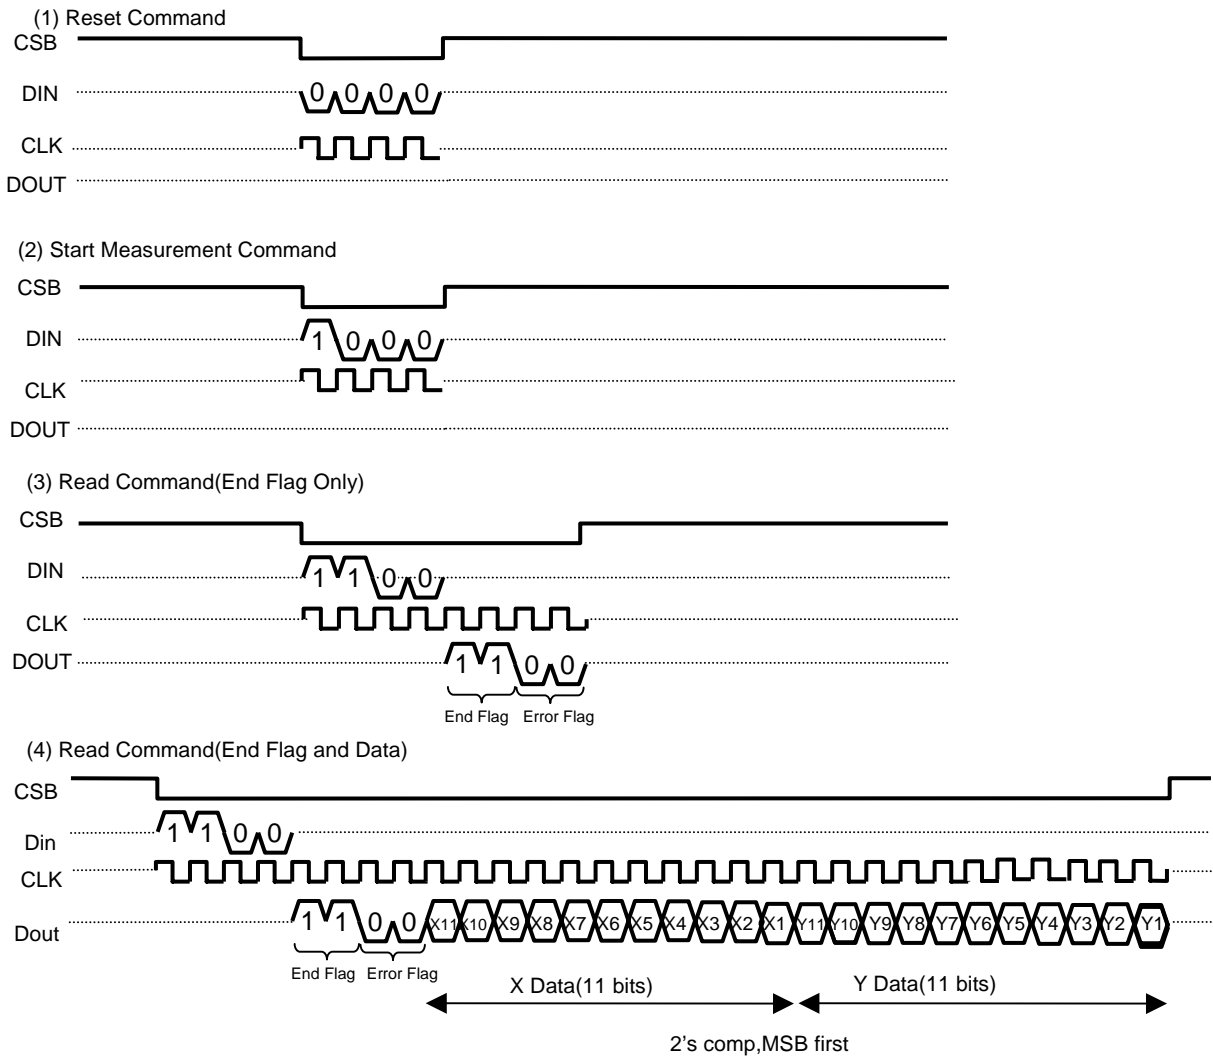 (1) Reset Command
CSB
DIN 0 0 0 0
CLK
DOUT
(2) Start Measurement Command
CSB
DIN 1 0 0 0
CLK
DOUT
(3) Read Command(End Flag Only)
CSB
DIN 1 1 0 0
CLK
DOUT 1 1 0 0
End Flag Error Flag
(4) Read Command(End Flag and Data)
CSB
Din 1 1 0 0
CLK
Dout 1 1 0 0 X11 X10 X9 X8 X7 X6 X5 X4 X3 X2 X1 Y11 Y10 Y9 Y8 Y7 Y6 Y5 Y4 Y3 Y2 Y1
End Flag Error Flag
X Data(11 bits) Y Data(11 bits)
2's comp,MSB first